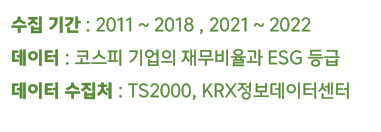 수집 기간 : 2011 ~ 2018 , 2021 ~ 2022
데이터 : 코스피 기업의 재무비율과 ESG 등급
데이터 수집처 : TS2000, KRX정보데이터센터